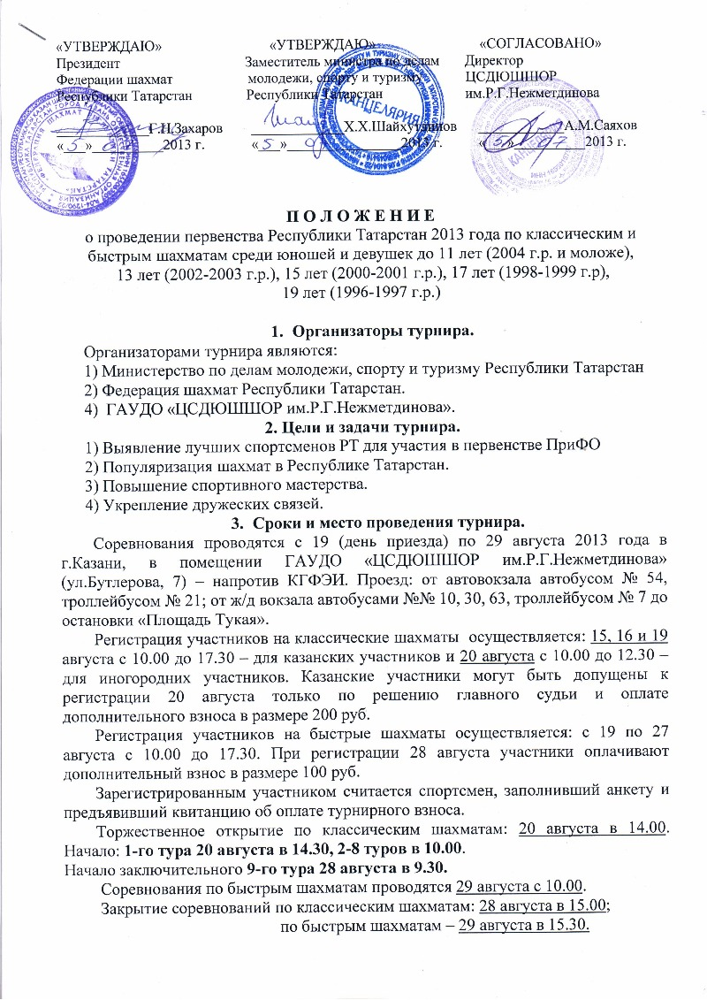 «УТВЕРЖДАЮ» «УТВЕРЖДАЮ» «СОГЛАСОВАНО»
Президент Заместитель министра по делам Директор
Федерации шахмат молодежи, спорту и туризму ЦСДЮШШОР
Республики Татарстан Республики Татарстан им.Р.Г.Нежметдинова
КАНЦЕЛЯРИЯ
Г.Н.Захаров Х.Х.Шайхутдинов А.М.Саяхов
«5» 2013 г. «5» 2013 г. «5» 2013 г.
П О Л О Ж Е Н И Е
о проведении первенства Республики Татарстан 2013 года по классическим и
быстрым шахматам среди юношей и девушек до 11 лет (2004 г.р. и моложе),
13 лет (2002-2003 г.р.), 15 лет (2000-2001 г.р.), 17 лет (1998-1999 г.р),
19 лет (1996-1997 г.р.)
1. Организаторы турнира.
Организаторами турнира являются:
1) Министерство по делам молодежи, спорту и туризму Республики Татарстан
2) Федерация шахмат Республики Татарстан.
4) ГАУДО «ЦСДЮШШОР им.Р.Г.Нежметдинова».
2. Цели и задачи турнира.
1) Выявление лучших спортсменов РТ для участия в первенстве ПриФО
2) Популяризация шахмат в Республике Татарстан.
3) Повышение спортивного мастерства.
4) Укрепление дружеских связей.
3. Сроки и место проведения турнира.
Соревнования проводятся с 19 (день приезда) по 29 августа 2013 года в
г.Казани, в помещении ГАУДО «ЦСДЮШШОР им.Р.Г.Нежметдинова»
(ул.Бутлерова, 7) – напротив КГФЭИ. Проезд: от автовокзала автобусом № 54,
троллейбусом № 21; от ж/д вокзала автобусами №№ 10, 30, 63, троллейбусом № 7 до
остановки «Площадь Тукая».
Регистрация участников на классические шахматы осуществляется: 15, 16 и 19
августа с 10.00 до 17.30 – для казанских участников и 20 августа с 10.00 до 12.30 –
для иногородних участников. Казанские участники могут быть допущены к
регистрации 20 августа только по решению главного судьи и оплате
дополнительного взноса в размере 200 руб.
Регистрация участников на быстрые шахматы осуществляется: с 19 по 27
августа с 10.00 до 17.30. При регистрации 28 августа участники оплачивают
дополнительный взнос в размере 100 руб.
Зарегистрированным участником считается спортсмен, заполнивший анкету и
предъявивший квитанцию об оплате турнирного взноса.
Торжественное открытие по классическим шахматам: 20 августа в 14.00.
Начало: 1-го тура 20 августа в 14.30, 2-8 туров в 10.00.
Начало заключительного 9-го тура 28 августа в 9.30.
Соревнования по быстрым шахматам проводятся 29 августа с 10.00.
Закрытие соревнований по классическим шахматам: 28 августа в 15.00;
по быстрым шахматам – 29 августа в 15.30.